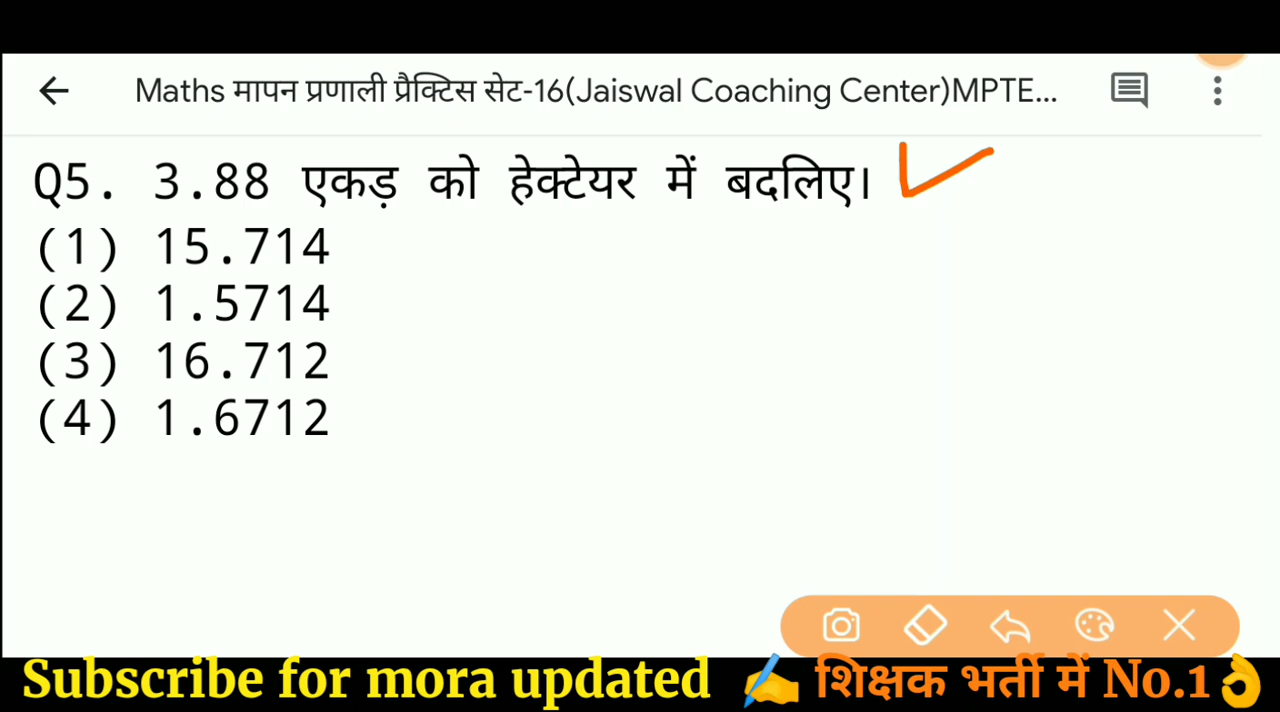 Maths मापन प्रणाली प्रैक्टिस सेट-16(Jaiswal Coaching Center)MPTE...
Q5. 3.88 एकड़ को हेक्टेयर में बदलिए।
(1) 15.714
(2) 1.5714
(3) 16.712
(4) 1.6712
Subscribe for mora updated ✍️ शिक्षक भर्ती में No.1👌